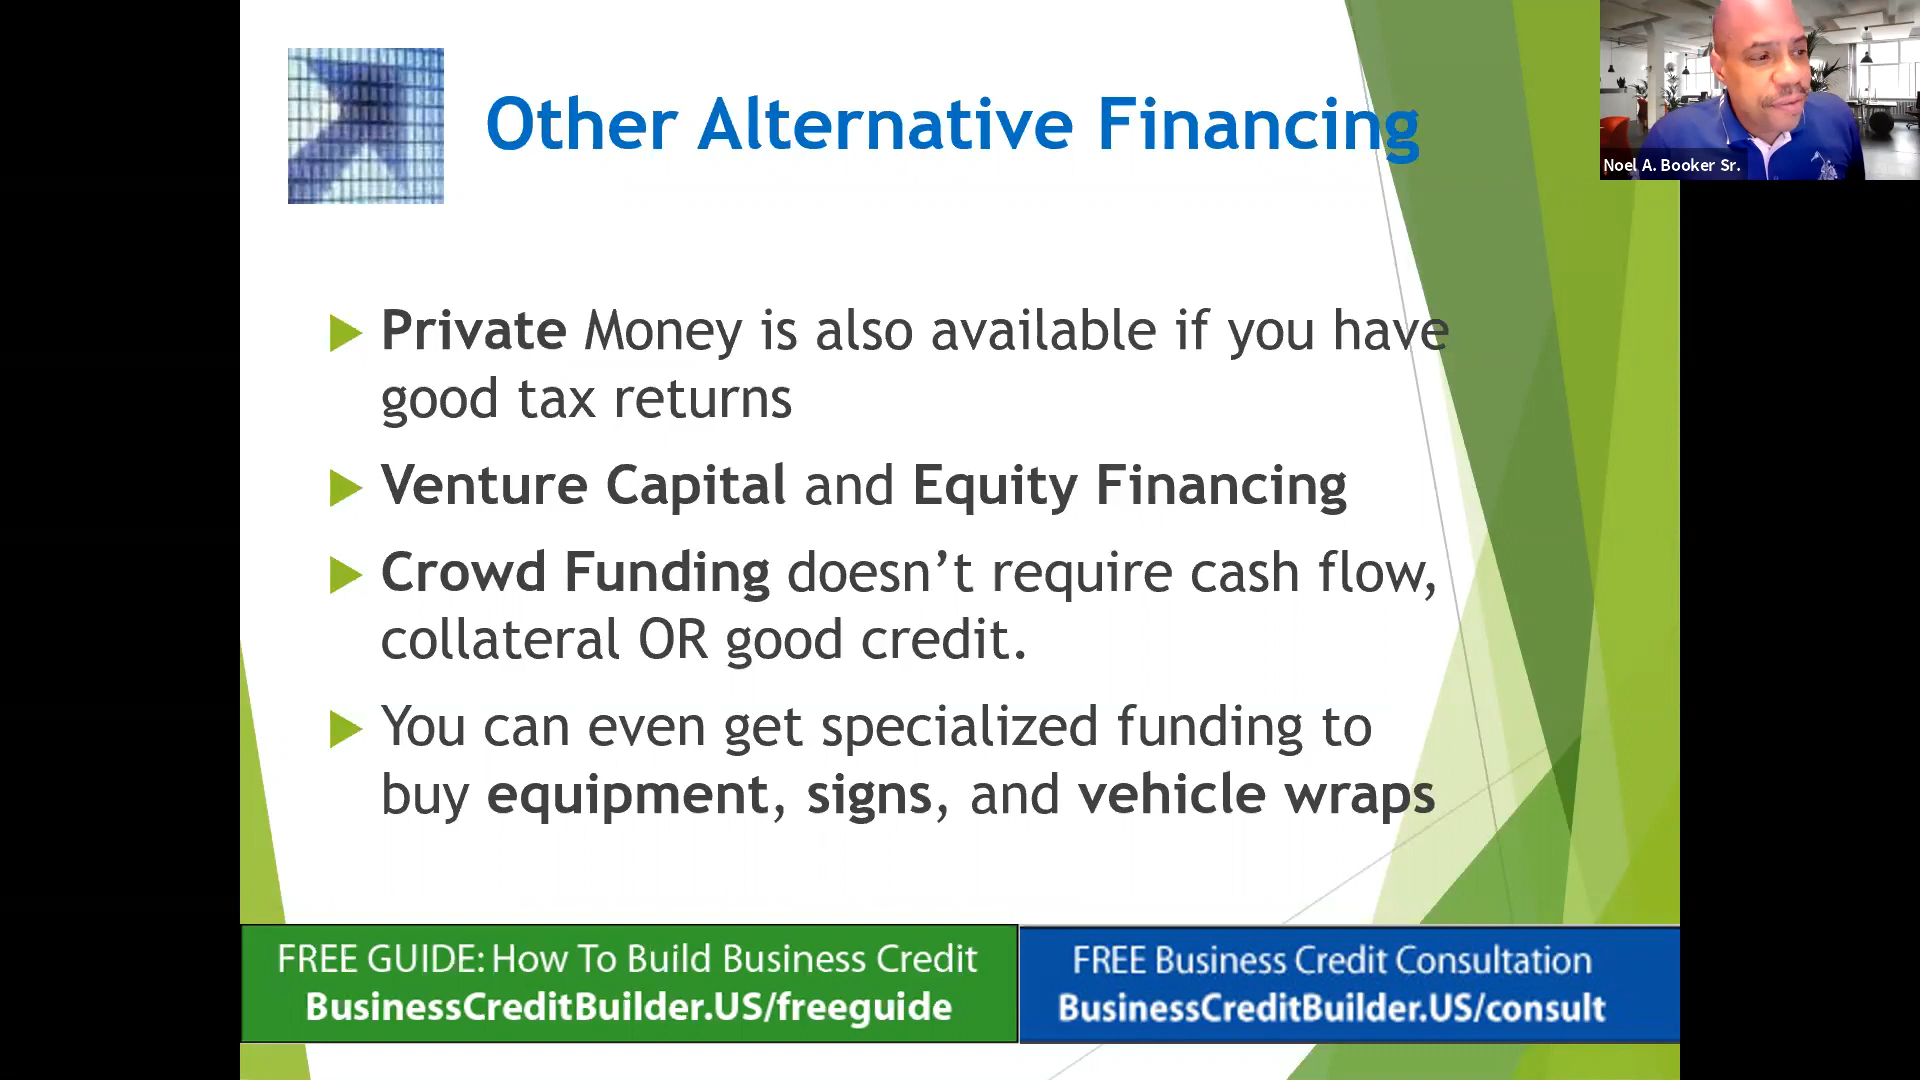 Other Alternative Financing
Noel A. Booker Sr.
Private Money is also available if you have
good tax returns
Venture Capital and Equity Financing
Crowd Funding doesn’t require cash flow,
collateral OR good credit.
You can even get specialized funding to
buy equipment, signs, and vehicle wraps
FREE GUIDE: How To Build Business Credit
BusinessCreditBuilder.US/freeguide
FREE Business Credit Consultation
BusinessCreditBuilder.US/consult